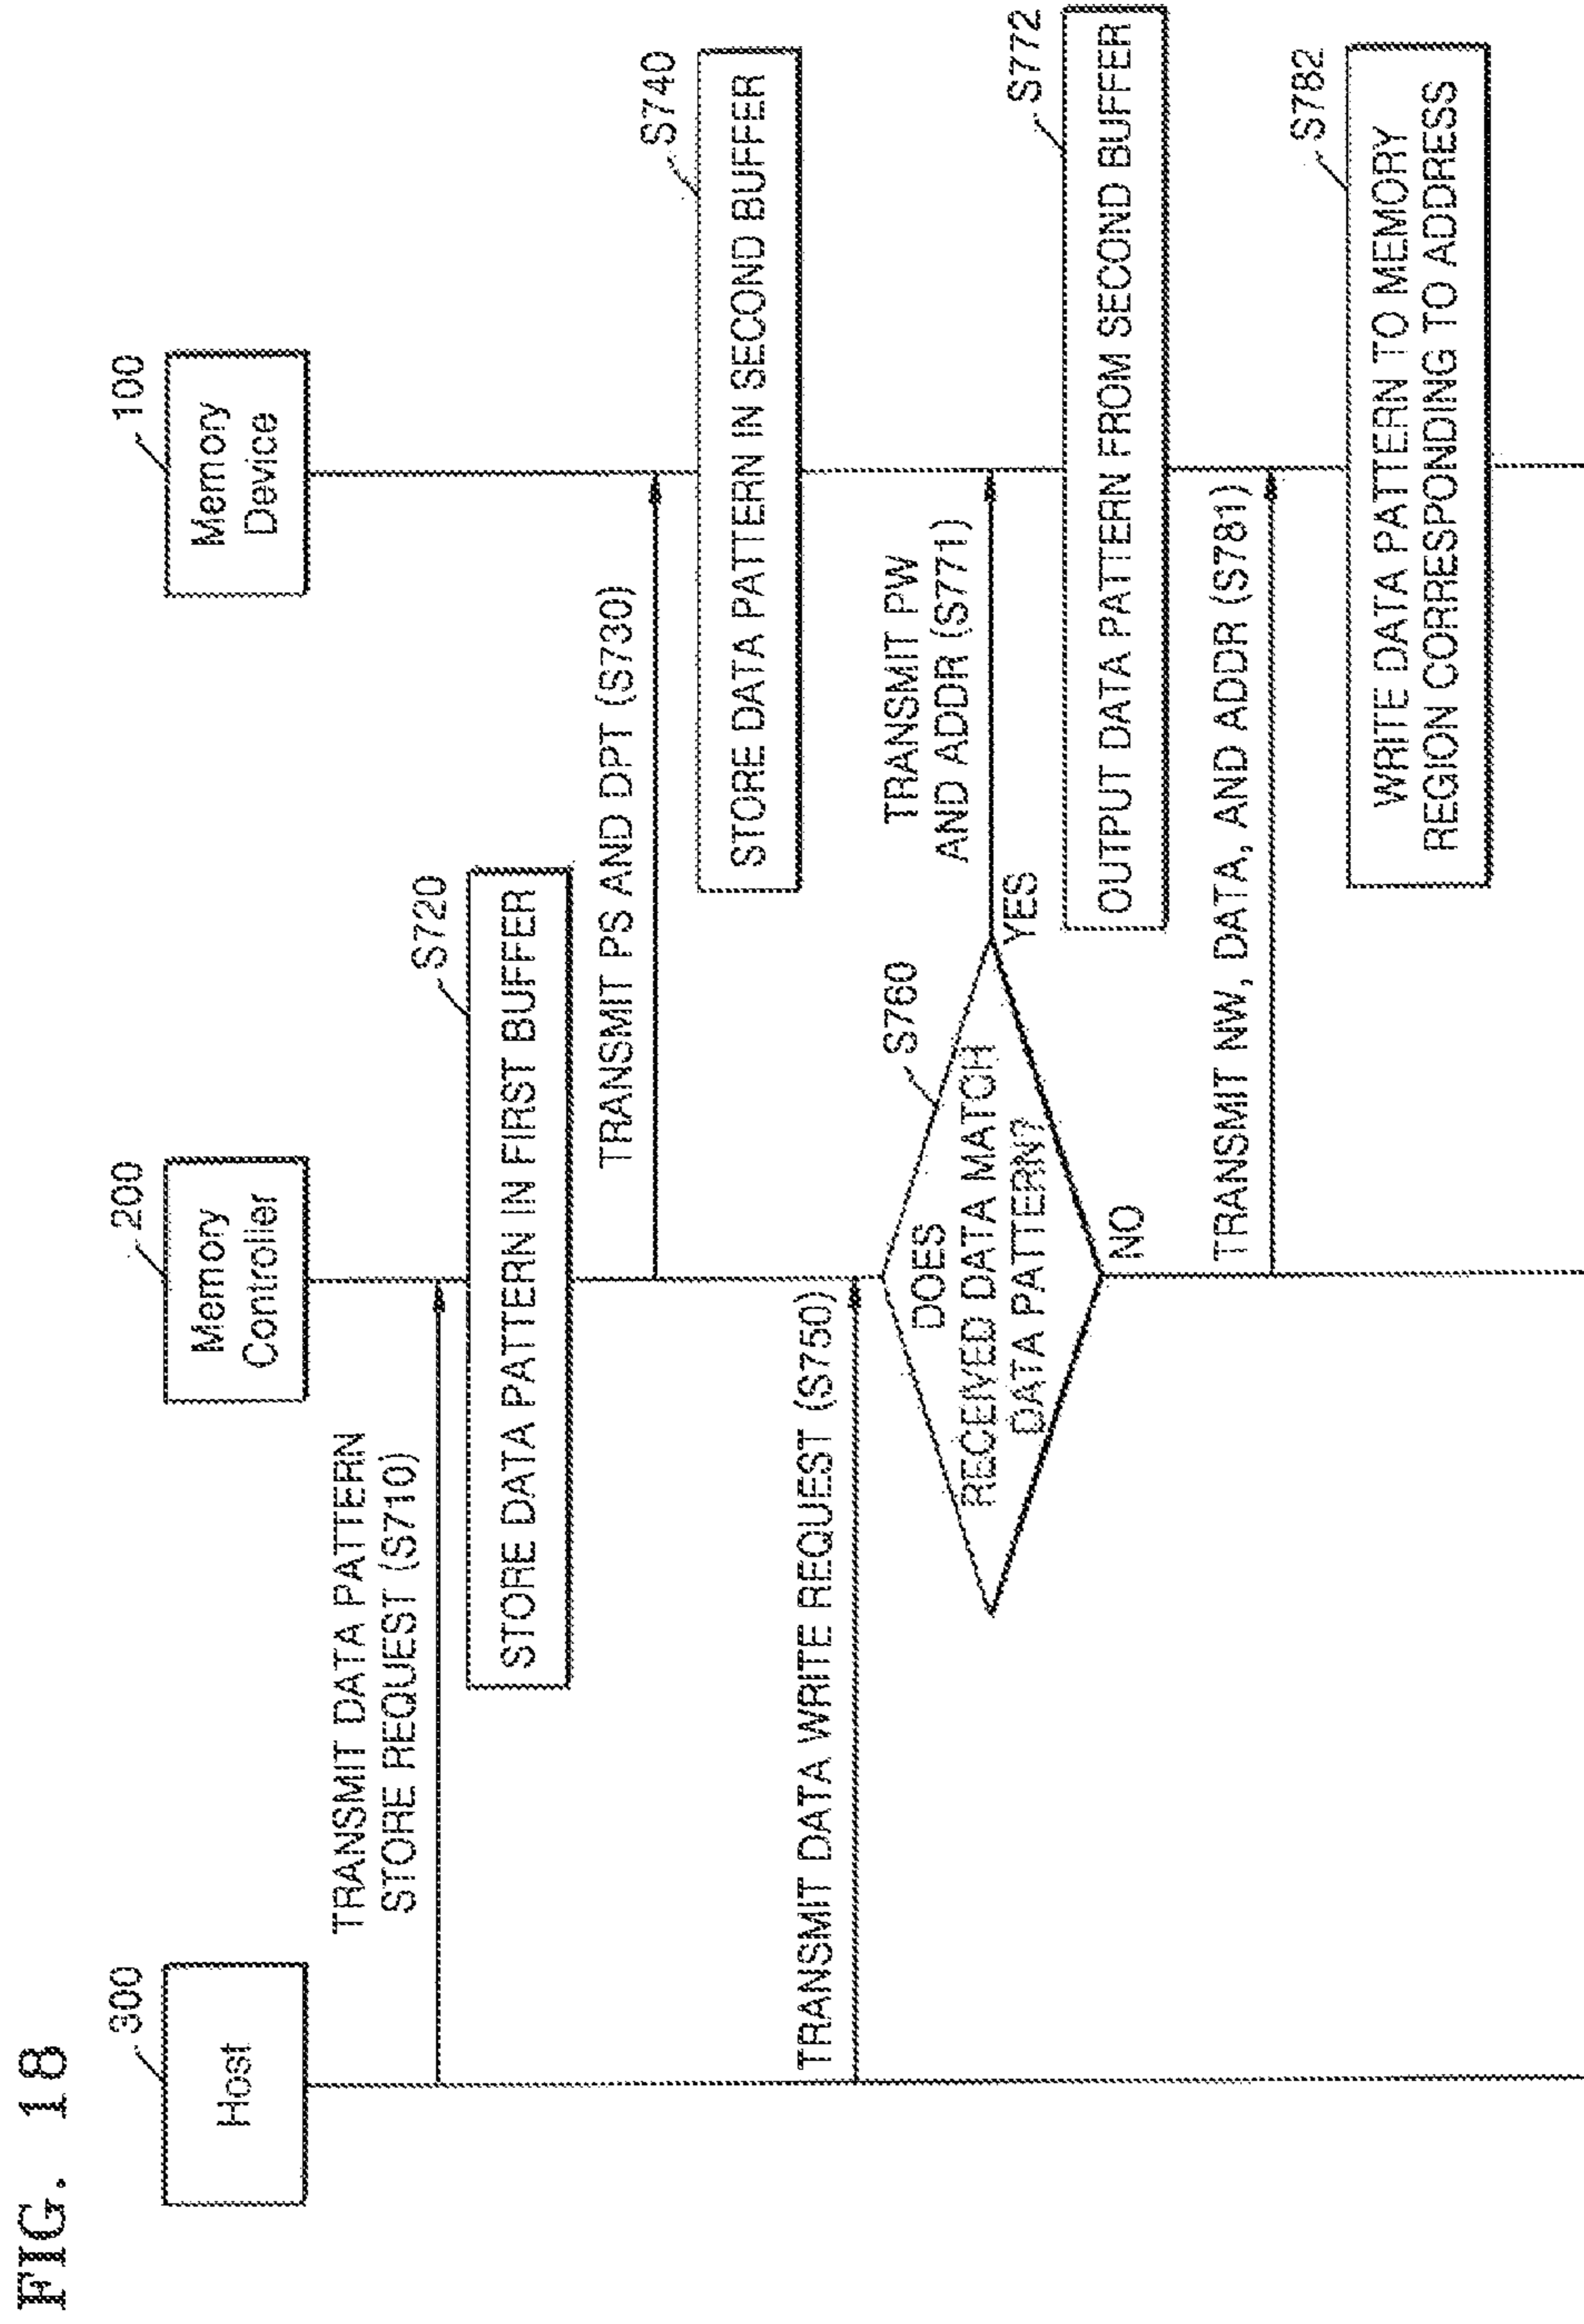 FIG. 18
300
Host
200
Memory
Controller
100
Memory
Device
TRANSMIT DATA PATTERN
STORE REQUEST (S710)
S720
STORE DATA PATTERN IN FIRST BUFFER
TRANSMIT PS AND DPT (S730)
S740
STORE DATA PATTERN IN SECOND BUFFER
TRANSMIT DATA WRITE REQUEST (S750)
S760
DOES
RECEIVED DATA MATCH
DATA PATTERN?
YES
NO
TRANSMIT PW
AND ADDR (S771)
S772
OUTPUT DATA PATTERN FROM SECOND BUFFER
TRANSMIT NW, DATA, AND ADDR (S781)
S782
WRITE DATA PATTERN TO MEMORY
REGION CORRESPONDING TO ADDRESS